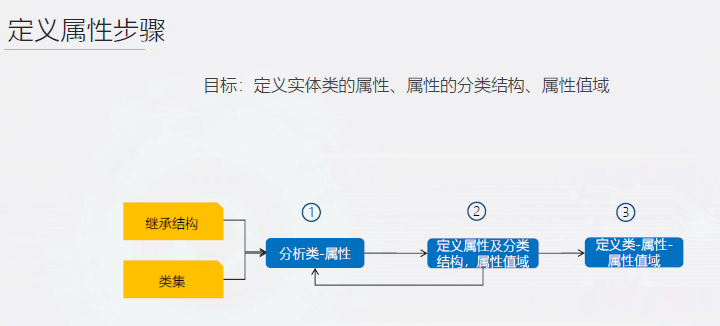 定义属性步骤
目标：定义实体类的属性、属性的分类结构、属性值域
①
②
③
继承结构
类集
分析类-属性
定义属性及分类
结构，属性值域
定义类-属性-
属性值域